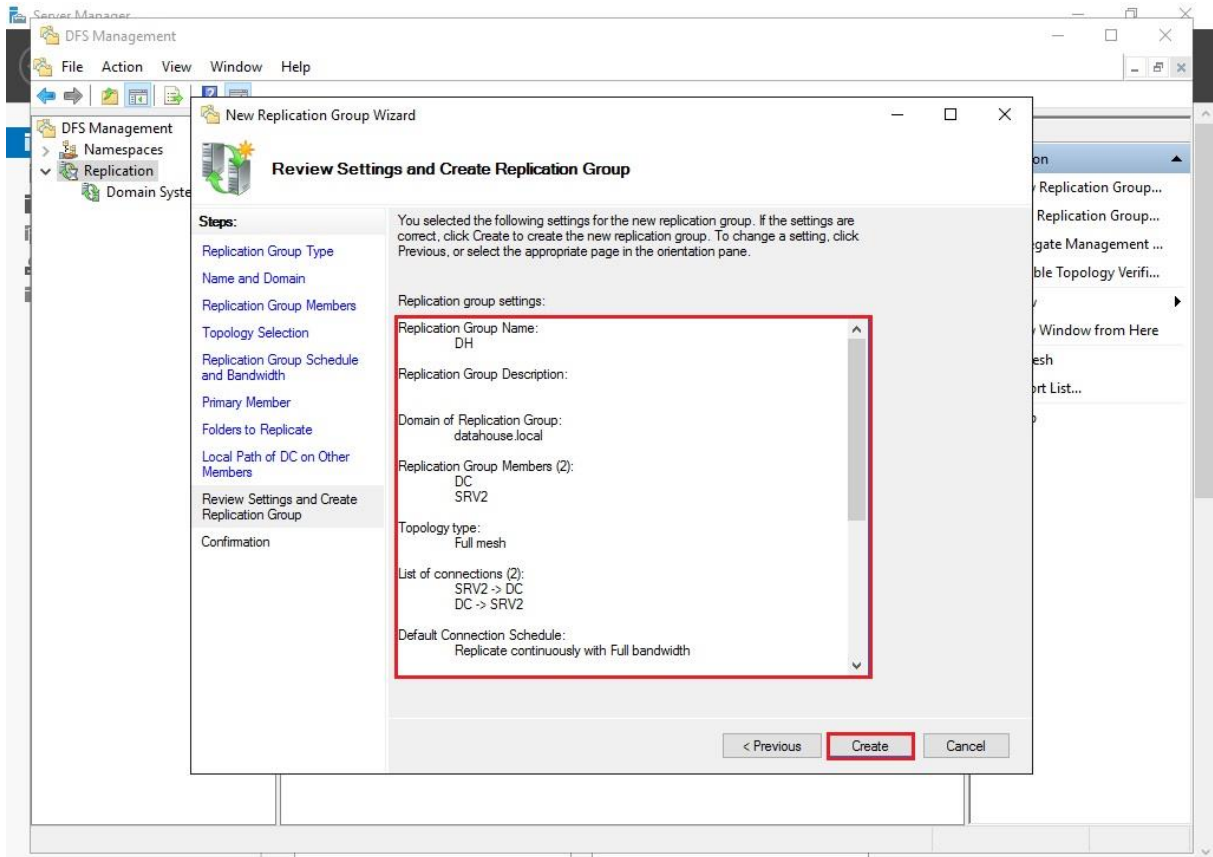 Server Manager
DFS Management
File Action View Window Help
DFS Management
Namespaces
Replication
Domain Syste
New Replication Group Wizard
Review Settings and Create Replication Group
Steps:
Replication Group Type
Name and Domain
Replication Group Members
Topology Selection
Replication Group Schedule
and Bandwidth
Primary Member
Folders to Replicate
Local Path of DC on Other
Members
Review Settings and Create
Replication Group
Confirmation
You selected the following settings for the new replication group. If the settings are
correct, click Create to create the new replication group. To change a setting, click
Previous, or select the appropriate page in the orientation pane.
Replication group settings:
Replication Group Name:
DH
Replication Group Description:
Domain of Replication Group:
datahouse.local
Replication Group Members (2):
DC
SRV2
Topology type:
Full mesh
List of connections (2):
SRV2 -> DC
DC -> SRV2
Default Connection Schedule:
Replicate continuously with Full bandwidth
< Previous Create Cancel
on
Replication Group...
Replication Group...
gate Management ...
ble Topology Verifi...
Window from Here
esh
ort List...